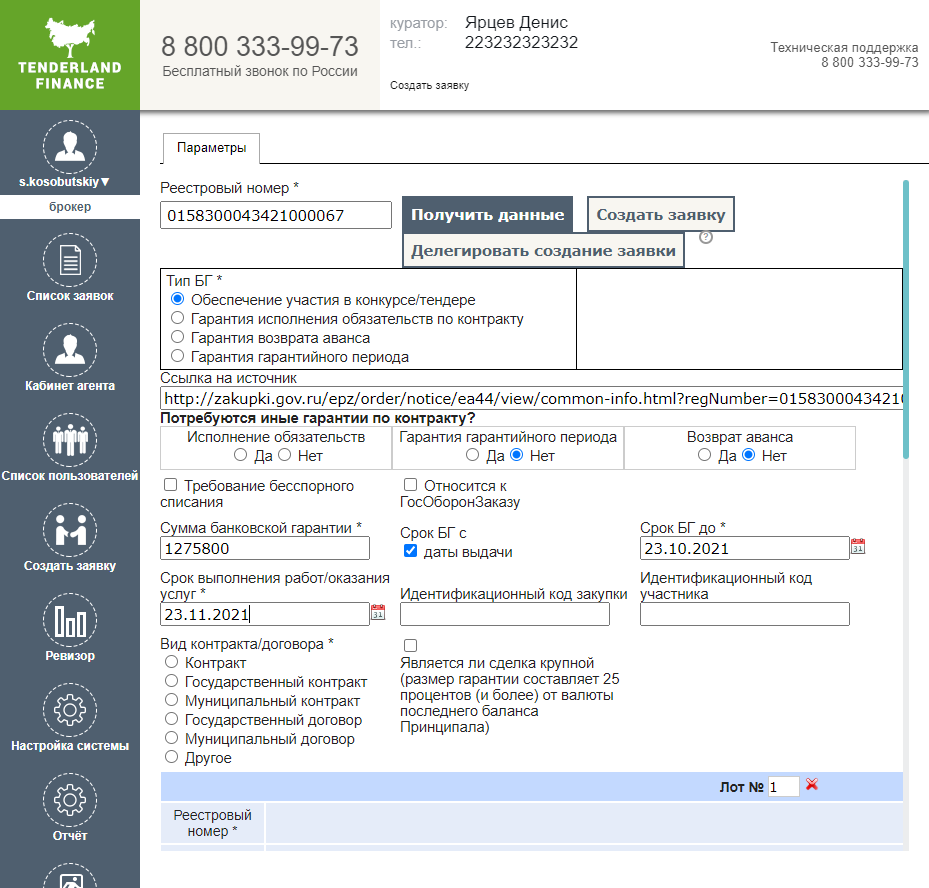 TENDERLAND
FINANCE
8 800 333-99-73
Бесплатный звонок по России
куратор: Ярцев Денис
тел.: 223232323232
Создать заявку
Техническая поддержка
8 800 333-99-73
s.kosobutskiy▼
брокер
Список заявок
Кабинет агента
Список пользователей
Создать заявку
Ревизор
Настройка системы
Отчёт
Параметры
Реестровый номер *
0158300043421000067
Получить данные
Создать заявку
Делегировать создание заявки
?
Тип БГ *
Обеспечение участия в конкурсе/тендере
Гарантия исполнения обязательств по контракту
Гарантия возврата аванса
Гарантия гарантийного периода
Ссылка на источник
http://zakupki.gov.ru/epz/order/notice/ea44/view/common-info.html?regNumber=01583000434210
Потребуются иные гарантии по контракту?
Исполнение обязательств
Да Нет
Гарантия гарантийного периода
Да Нет
Возврат аванса
Да Нет
Требование бесспорного
списания
Относится к
ГосОборонЗаказу
Сумма банковской гарантии *
1275800
Срок БГ с
даты выдачи
Срок БГ до *
23.10.2021
31
Срок выполнения работ/оказания
услуг *
23.11.2021
31
Идентификационный код закупки
Идентификационный код
участника
Вид контракта/договора *
Контракт
Государственный контракт
Муниципальный контракт
Государственный договор
Муниципальный договор
Другое
Является ли сделка крупной
(размер гарантии составляет 25
процентов (и более) от валюты
последнего баланса
Принципала)
Лот № 1
Реестровый
номер *